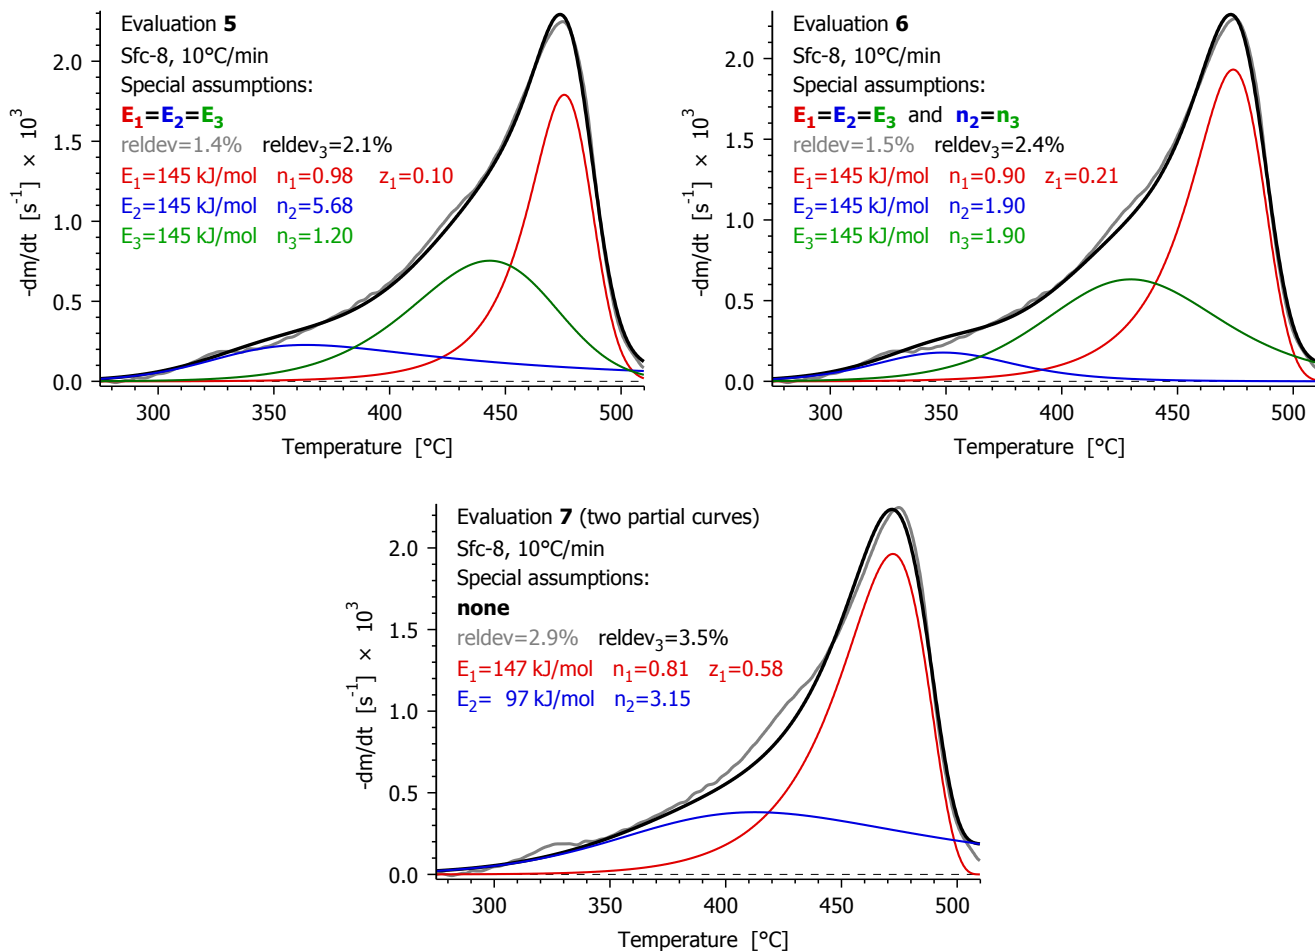 Evaluation 5
Sfc-8, 10°C/min
Special assumptions:
E1=E2=E3
reldev=1.4% reldev3=2.1%
E1=145 kJ/mol n1=0.98 z1=0.10
E2=145 kJ/mol n2=5.68
E3=145 kJ/mol n3=1.20
-dm/dt [s-1] × 103
2.0
1.5
1.0
0.5
0.0
300 350 400 450 500
Temperature [°C]
Evaluation 6
Sfc-8, 10°C/min
Special assumptions:
E1=E2=E3 and n2=n3
reldev=1.5% reldev3=2.4%
E1=145 kJ/mol n1=0.90 z1=0.21
E2=145 kJ/mol n2=1.90
E3=145 kJ/mol n3=1.90
-dm/dt [s-1] × 103
2.0
1.5
1.0
0.5
0.0
300 350 400 450 500
Temperature [°C]
Evaluation 7 (two partial curves)
Sfc-8, 10°C/min
Special assumptions:
none
reldev=2.9% reldev3=3.5%
E1=147 kJ/mol n1=0.81 z1=0.58
E2= 97 kJ/mol n2=3.15
-dm/dt [s-1] × 103
2.0
1.5
1.0
0.5
0.0
300 350 400 450 500
Temperature [°C]